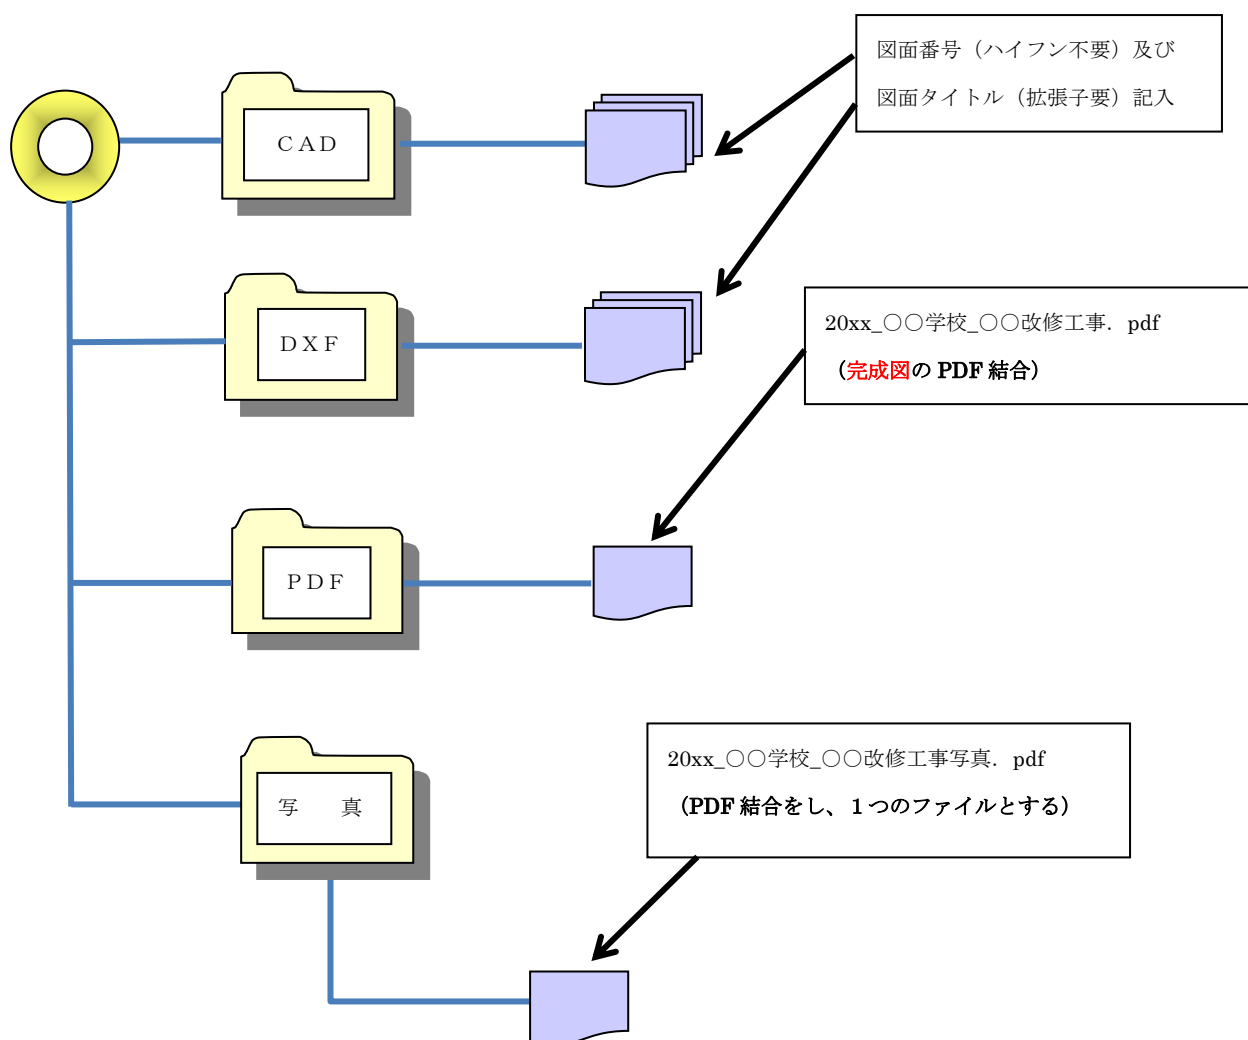 図面番号（ハイフン不要）及び
図面タイトル（拡張子要）記入
ＣＡＤ
ＤＸＦ
20xx_〇〇学校_〇〇改修工事．pdf
（完成図の PDF 結合）
ＰＤＦ
20xx_〇〇学校_〇〇改修工事写真．pdf
（PDF 結合をし、１つのファイルとする）
写　　真